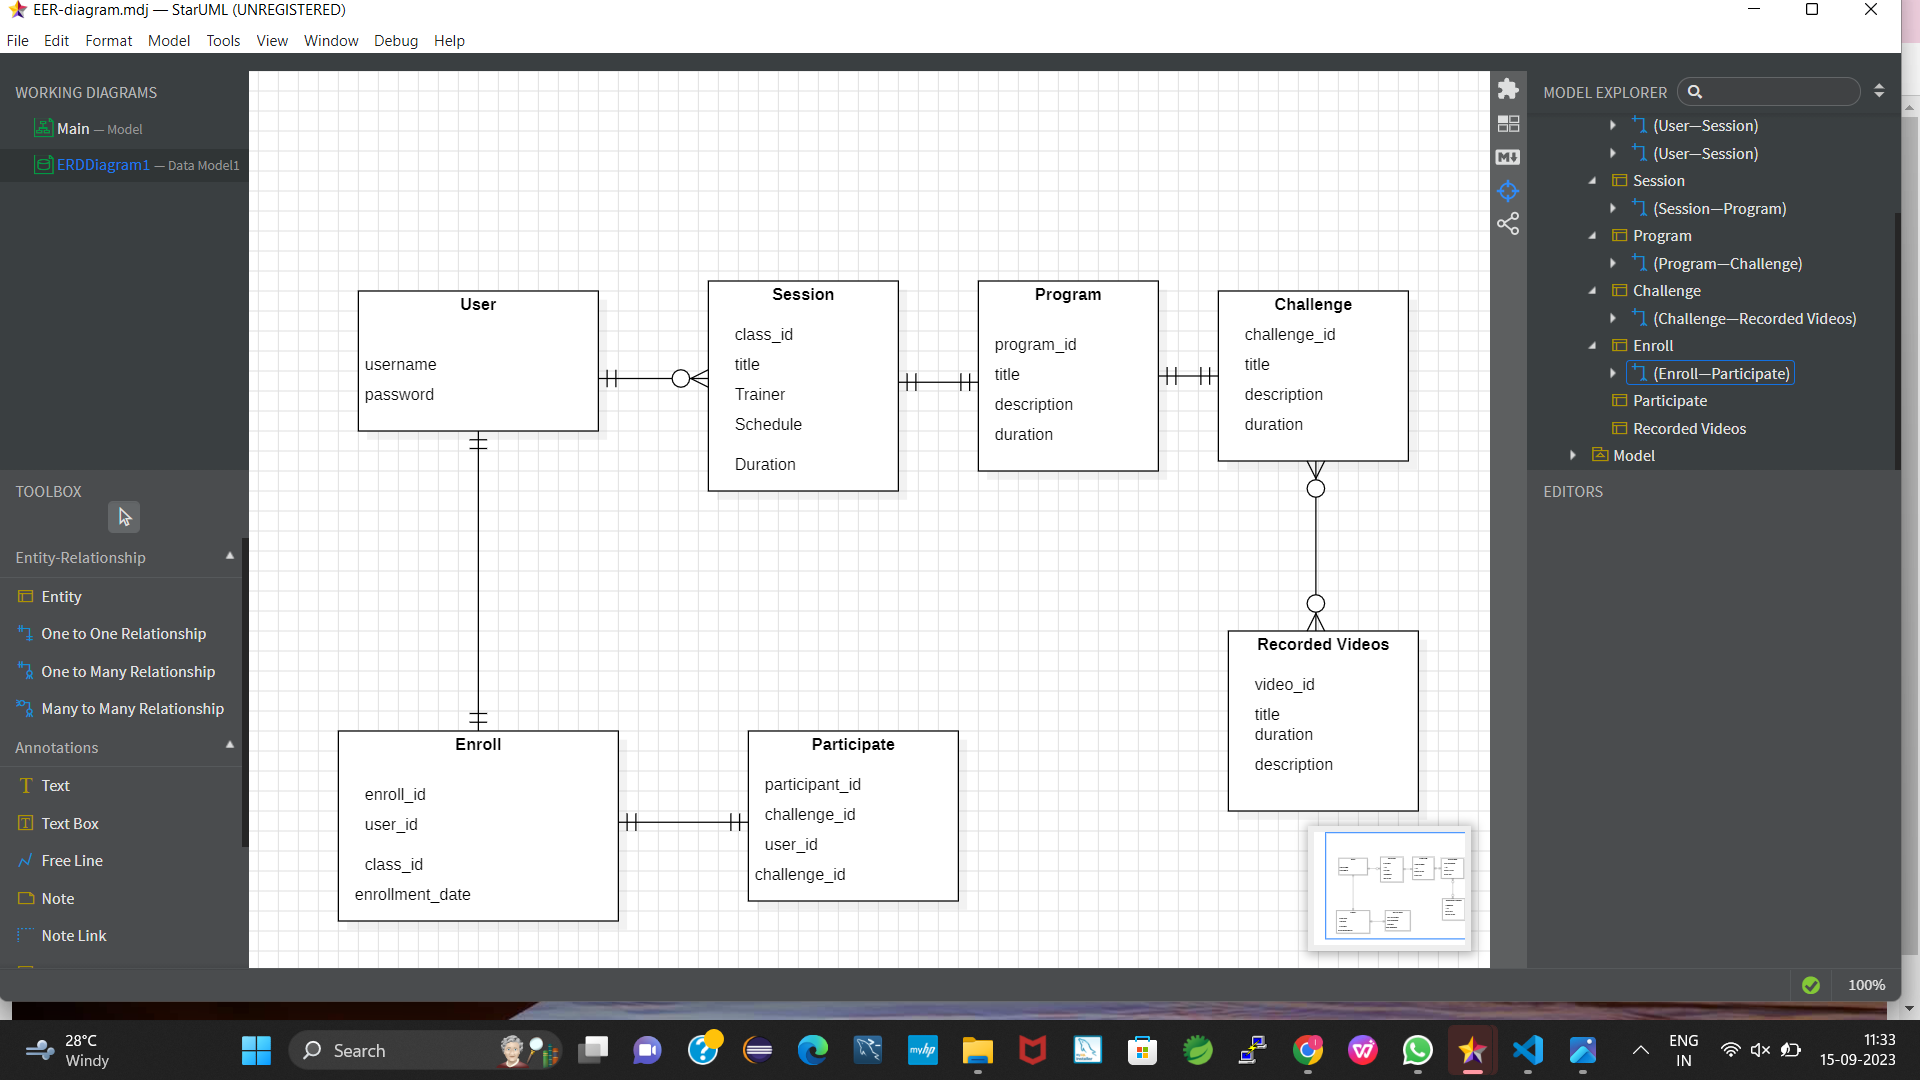 EER-diagram.mdj — StarUML (UNREGISTERED)
File Edit Format Model Tools View Window Debug Help
WORKING DIAGRAMS
Main — Model
ERDDiagram1 — Data Model1
TOOLBOX
Entity-Relationship
Entity
One to One Relationship
One to Many Relationship
Many to Many Relationship
Annotations
Text
Text Box
Free Line
Note
Note Link
User
username
password
Session
class_id
title
Trainer
Schedule
Duration
Program
program_id
title
description
duration
Challenge
challenge_id
title
description
duration
Enroll
enroll_id
user_id
class_id
enrollment_date
Participate
participant_id
challenge_id
user_id
challenge_id
Recorded Videos
video_id
title
duration
description
MODEL EXPLORER
(User—Session)
(User—Session)
Session
(Session—Program)
Program
(Program—Challenge)
Challenge
(Challenge—Recorded Videos)
Enroll
(Enroll—Participate)
Participate
Recorded Videos
Model
EDITORS
100%
28°C
Windy
Search
myhp
ENG
IN
11:33
15-09-2023